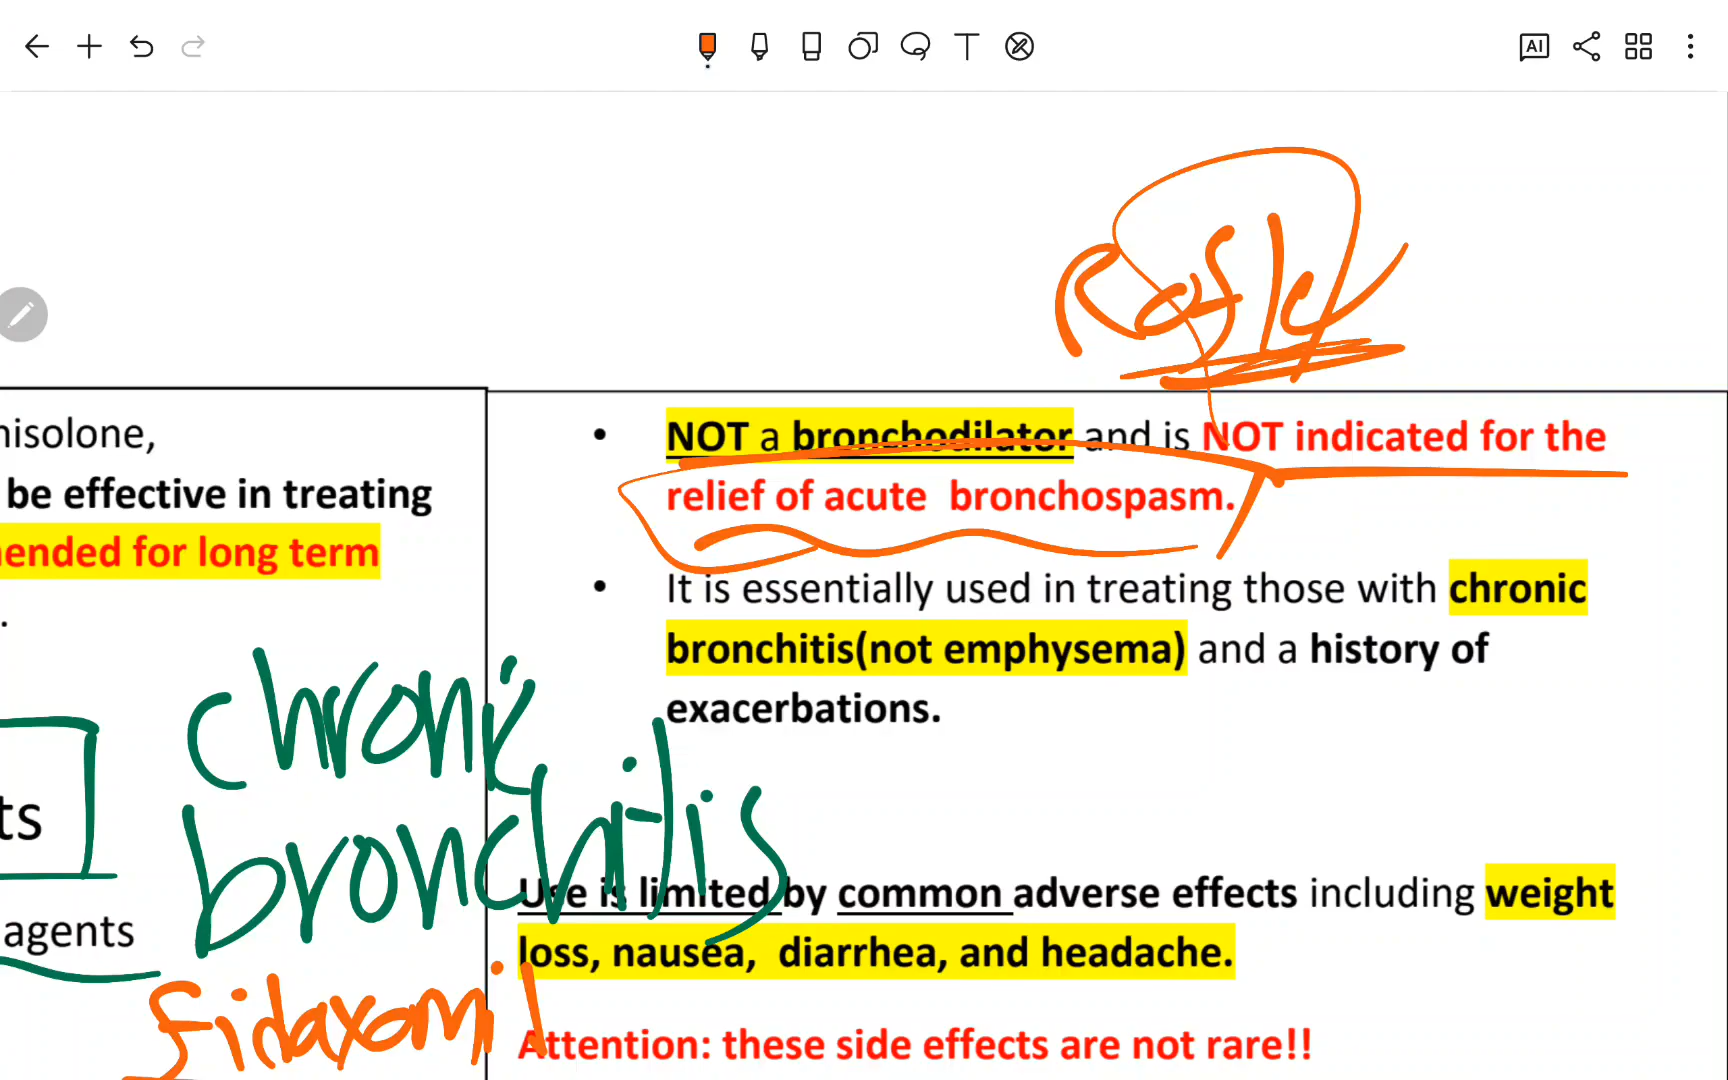 AI
T
nisolone,
be effective in treating
ended for long term
.
ts
agents
chronic
bronchitis
fidaxomi
• NOT a bronchodilator and is NOT indicated for the
relief of acute bronchospasm.
• It is essentially used in treating those with chronic
bronchitis(not emphysema) and a history of
exacerbations.
Use is limited by common adverse effects including weight
loss, nausea, diarrhea, and headache.
Attention: these side effects are not rare!!